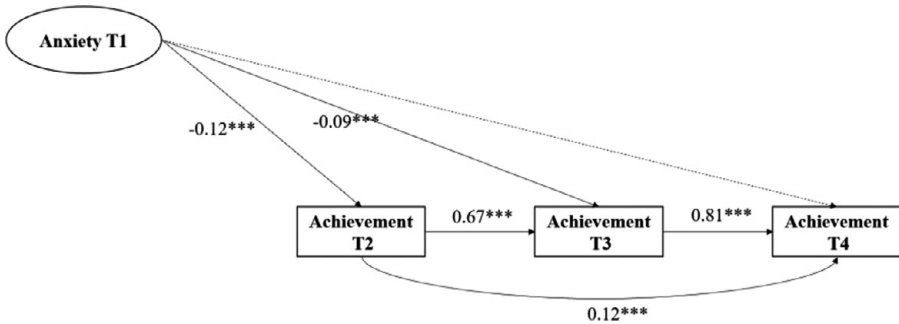 Anxiety T1
-0.12***
-0.09***
Achievement
T2
0.67***
Achievement
T3
0.81***
Achievement
T4
0.12***